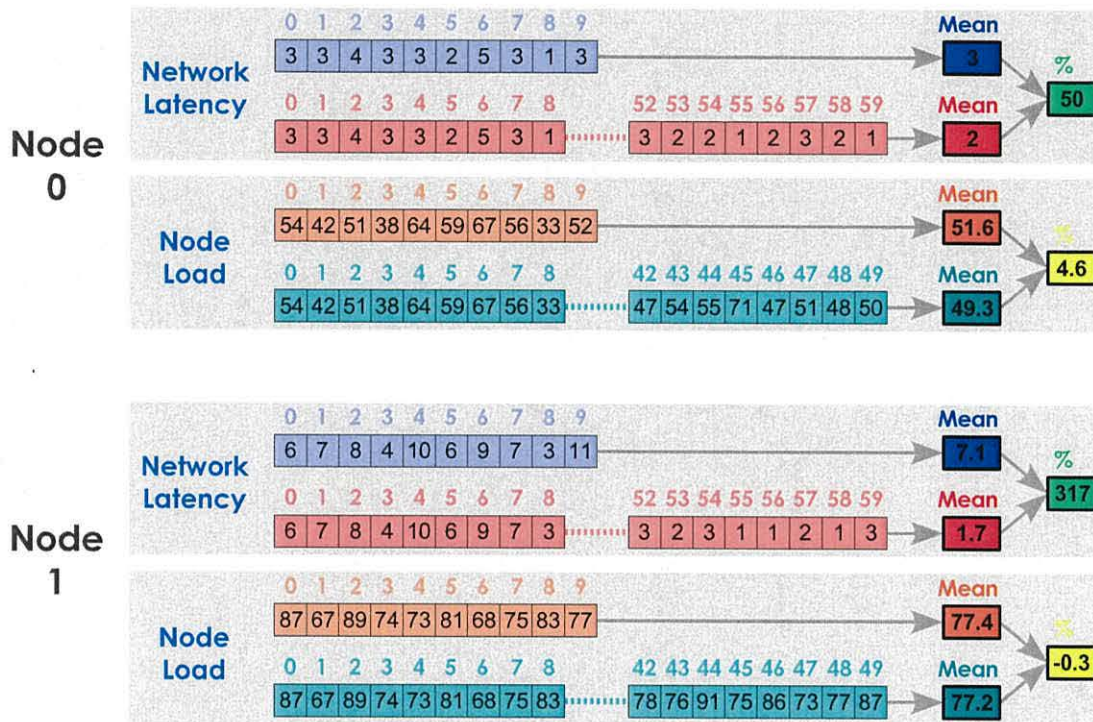 0 1 2 3 4 5 6 7 8 9 Mean
3 3 4 3 3 2 5 3 1 3 3 %
Network
Latency
0 1 2 3 4 5 6 7 8 52 53 54 55 56 57 58 59 Mean 50
3 3 4 3 3 2 5 3 1 3 2 2 1 2 3 2 1 2
Node
0
0 1 2 3 4 5 6 7 8 9 Mean
54 42 51 38 64 59 67 56 33 52 51.6 %
Node
Load
0 1 2 3 4 5 6 7 8 42 43 44 45 46 47 48 49 Mean 4.6
54 42 51 38 64 59 67 56 33 47 54 55 71 47 51 48 50 49.3
0 1 2 3 4 5 6 7 8 9 Mean
6 7 8 4 10 6 9 7 3 11 7.1 %
Network
Latency
0 1 2 3 4 5 6 7 8 52 53 54 55 56 57 58 59 Mean 317
6 7 8 4 10 6 9 7 3 3 2 3 1 1 2 1 3 1.7
Node
1
0 1 2 3 4 5 6 7 8 9 Mean
87 67 89 74 73 81 68 75 83 77 77.4 %
Node
Load
0 1 2 3 4 5 6 7 8 42 43 44 45 46 47 48 49 Mean -0.3
87 67 89 74 73 81 68 75 83 78 76 91 75 86 73 77 87 77.2